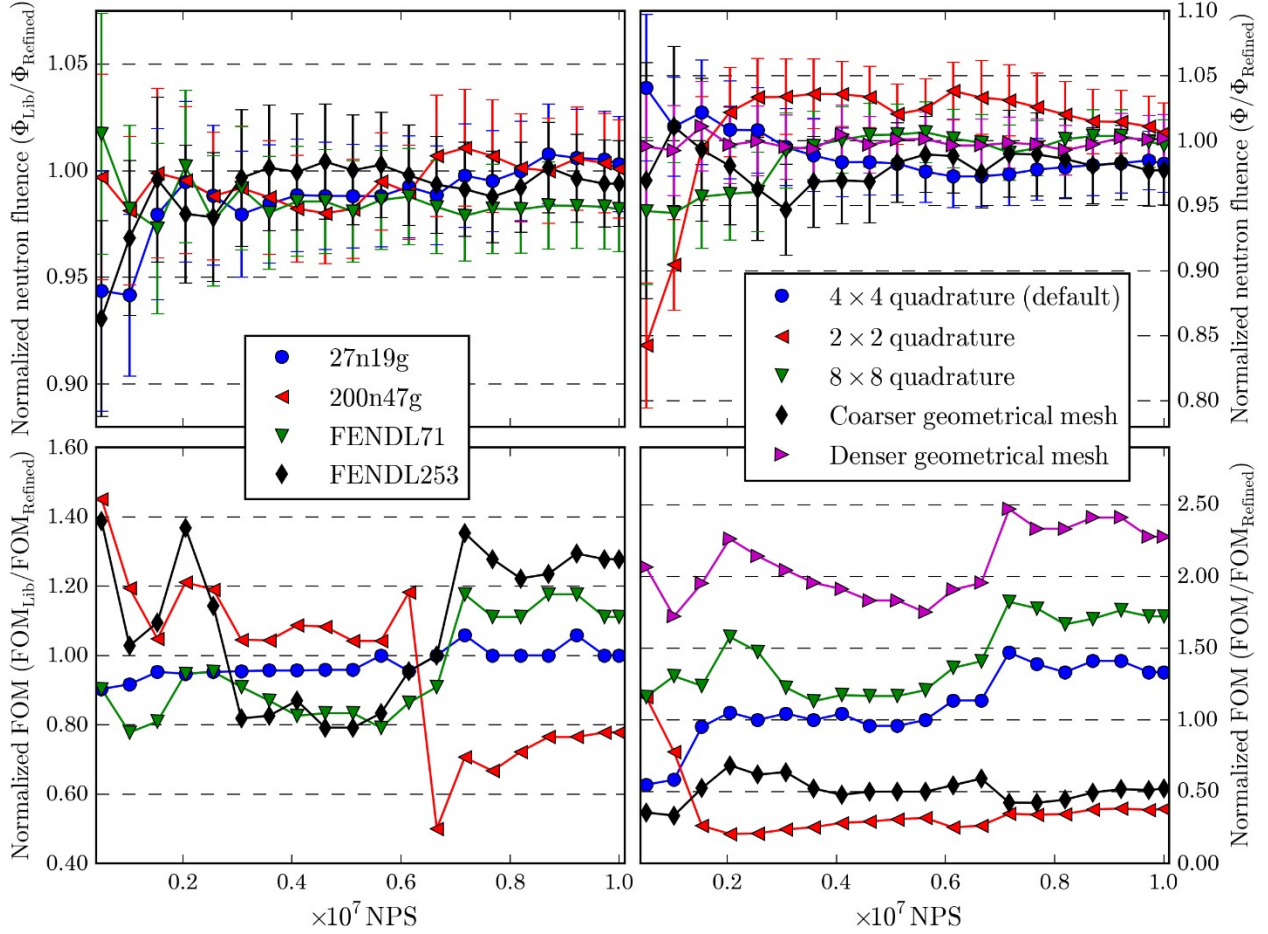 Normalized neutron fluence (Φ_Lib/Φ_Refined)
1.05
1.00
0.95
0.90
27n19g
200n47g
FENDL71
FENDL253
Normalized neutron fluence (Φ/Φ_Refined)
1.10
1.05
1.00
0.95
0.90
0.85
0.80
4 × 4 quadrature (default)
2 × 2 quadrature
8 × 8 quadrature
Coarser geometrical mesh
Denser geometrical mesh
Normalized FOM (FOM_Lib/FOM_Refined)
1.60
1.40
1.20
1.00
0.80
0.60
0.40
0.2
0.4
0.6
0.8
1.0
×10^7 NPS
Normalized FOM (FOM/FOM_Refined)
2.50
2.00
1.50
1.00
0.50
0.00
0.2
0.4
0.6
0.8
1.0
×10^7 NPS